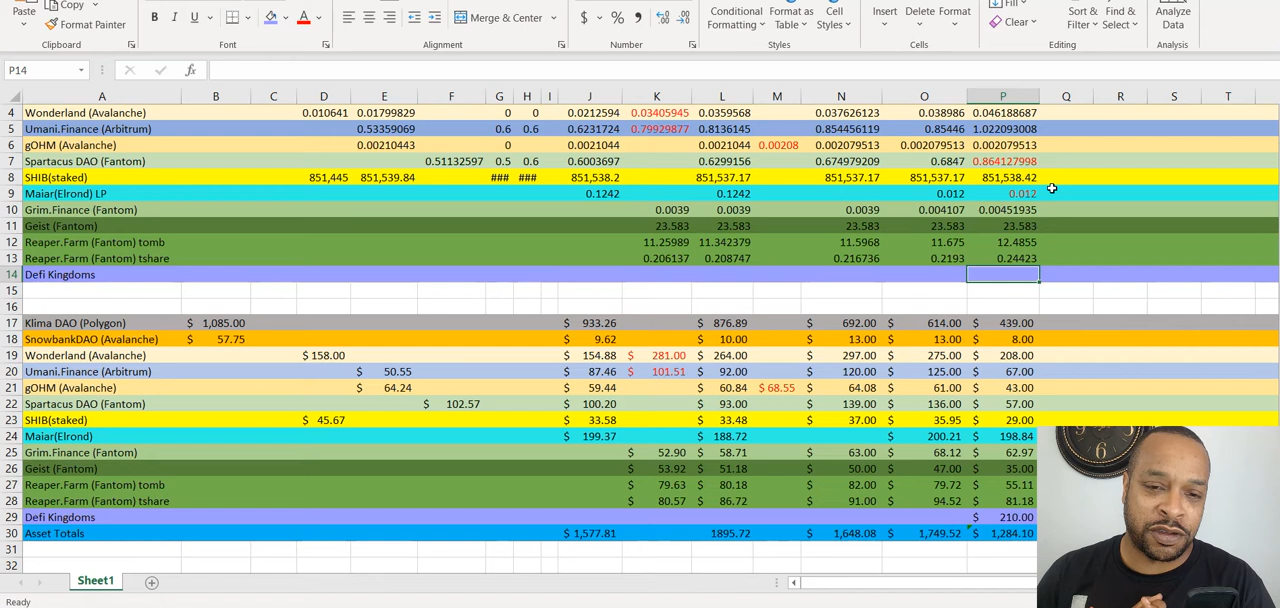 Paste Copy Format Painter B I U A Merge & Center $ % Conditional Formatting Format as Table Cell Styles Insert Delete Format Fill Clear Sort & Filter Find & Select Analyze Data
Clipboard Font Alignment Number Styles Cells Editing Analysis
P14 fx
A B C D E F G H I J K L M N O P Q R S T
4 Wonderland (Avalanche) 0.010641 0.01799829 0 0 0.0212594 0.03405945 0.0359568 0.037626123 0.038986 0.046188687
5 Umani.Finance (Arbitrum) 0.53359069 0.6 0.6 0.6231724 0.79929877 0.8136145 0.854456119 0.85446 1.022093008
6 gOHM (Avalanche) 0.00210443 0 0.0021044 0.0021044 0.00208 0.002079513 0.002079513 0.002079513
7 Spartacus DAO (Fantom) 0.51132597 0.5 0.6 0.6003697 0.6299156 0.674979209 0.6847 0.864127998
8 SHIB(staked) 851,445 851,539.84 ### ### 851,538.2 851,537.17 851,537.17 851,537.17 851,538.42
9 Maiar(Elrond) LP 0.1242 0.1242 0.012 0.012
10 Grim.Finance (Fantom) 0.0039 0.0039 0.0039 0.004107 0.00451935
11 Geist (Fantom) 23.583 23.583 23.583 23.583 23.583
12 Reaper.Farm (Fantom) tomb 11.25989 11.342379 11.5968 11.675 12.4855
13 Reaper.Farm (Fantom) tshare 0.206137 0.208747 0.216736 0.2193 0.24423
14 Defi Kingdoms
15
16
17 Klima DAO (Polygon) $ 1,085.00 $ 933.26 $ 876.89 $ 692.00 $ 614.00 $ 439.00
18 SnowbankDAO (Avalanche) $ 57.75 $ 9.62 $ 10.00 $ 13.00 $ 13.00 $ 8.00
19 Wonderland (Avalanche) $ 158.00 $ 154.88 $ 281.00 $ 264.00 $ 297.00 $ 275.00 $ 208.00
20 Umani.Finance (Arbitrum) $ 50.55 $ 87.46 $ 101.51 $ 92.00 $ 120.00 $ 125.00 $ 67.00
21 gOHM (Avalanche) $ 64.24 $ 59.44 $ 60.84 $ 68.55 $ 64.08 $ 61.00 $ 43.00
22 Spartacus DAO (Fantom) $ 102.57 $ 100.20 $ 93.00 $ 139.00 $ 136.00 $ 57.00
23 SHIB(staked) $ 45.67 $ 33.58 $ 33.48 $ 37.00 $ 35.95 $ 29.00
24 Maiar(Elrond) $ 199.37 $ 188.72 $ 200.21 $ 198.84
25 Grim.Finance (Fantom) $ 52.90 $ 58.71 $ 63.00 $ 68.12 $ 62.97
26 Geist (Fantom) $ 53.92 $ 51.18 $ 50.00 $ 47.00 $ 35.00
27 Reaper.Farm (Fantom) tomb $ 79.63 $ 80.18 $ 82.00 $ 79.72 $ 55.11
28 Reaper.Farm (Fantom) tshare $ 80.57 $ 86.72 $ 91.00 $ 94.52 $ 81.18
29 Defi Kingdoms $ 210.00
30 Asset Totals $ 1,577.81 1895.72 $ 1,648.08 $ 1,749.52 $ 1,284.10
31
32
Sheet1
Ready